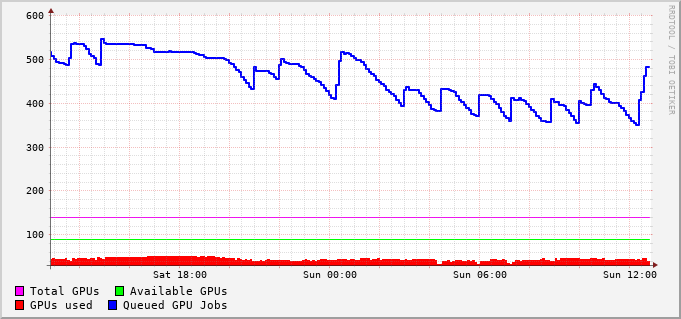 600
500
400
300
200
100
Sat 18:00 Sun 00:00 Sun 06:00 Sun 12:00
Total GPUs Available GPUs
GPUs used Queued GPU Jobs
RRDTOOL / TOBI OETIKER